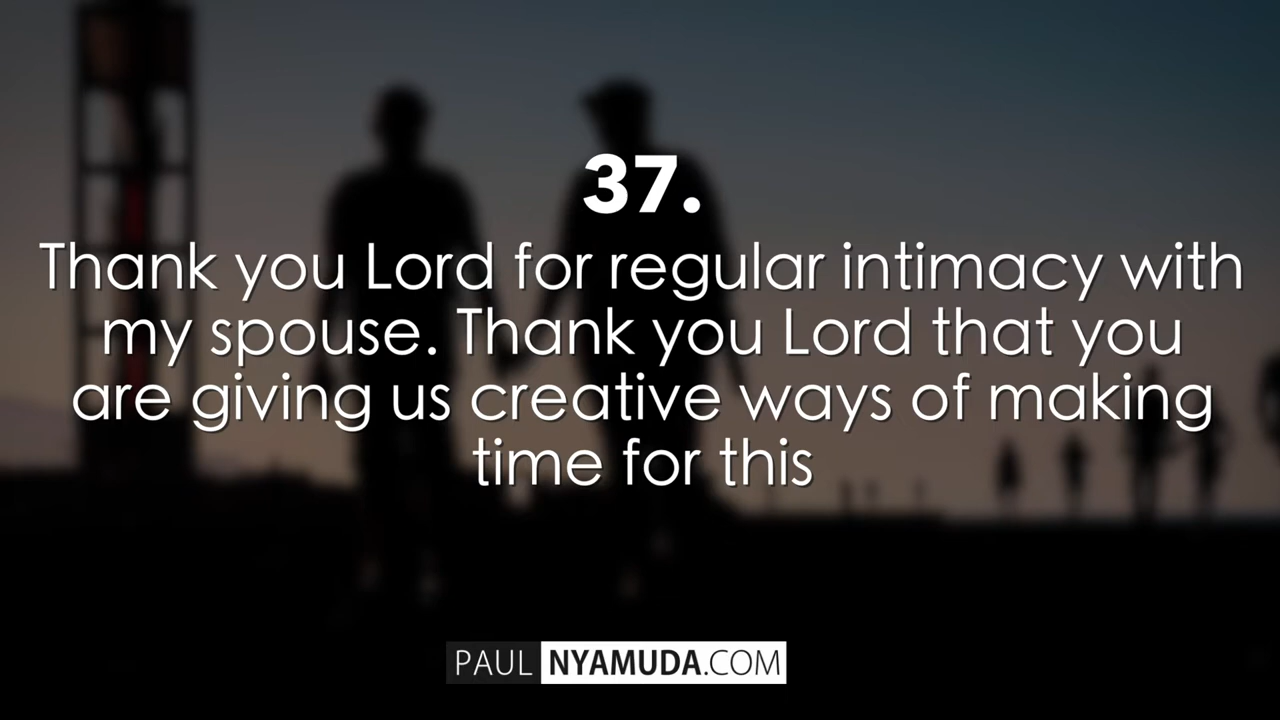 37.
Thank you Lord for regular intimacy with
my spouse. Thank you Lord that you
are giving us creative ways of making
time for this
PAUL NYAMUDA.COM